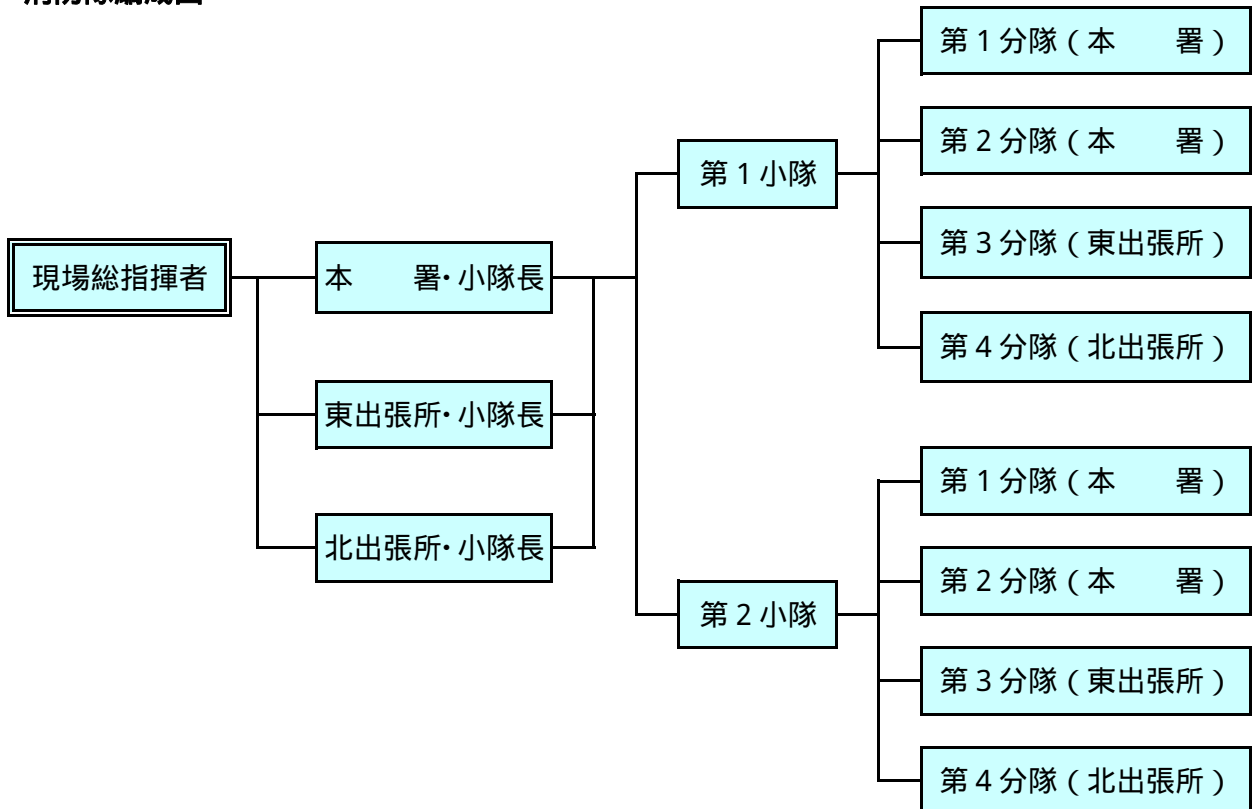 現場総指揮者
本　　署・小隊長
東出張所・小隊長
北出張所・小隊長
第１小隊
第１分隊（本　　署）
第２分隊（本　　署）
第３分隊（東出張所）
第４分隊（北出張所）
第２小隊
第１分隊（本　　署）
第２分隊（本　　署）
第３分隊（東出張所）
第４分隊（北出張所）